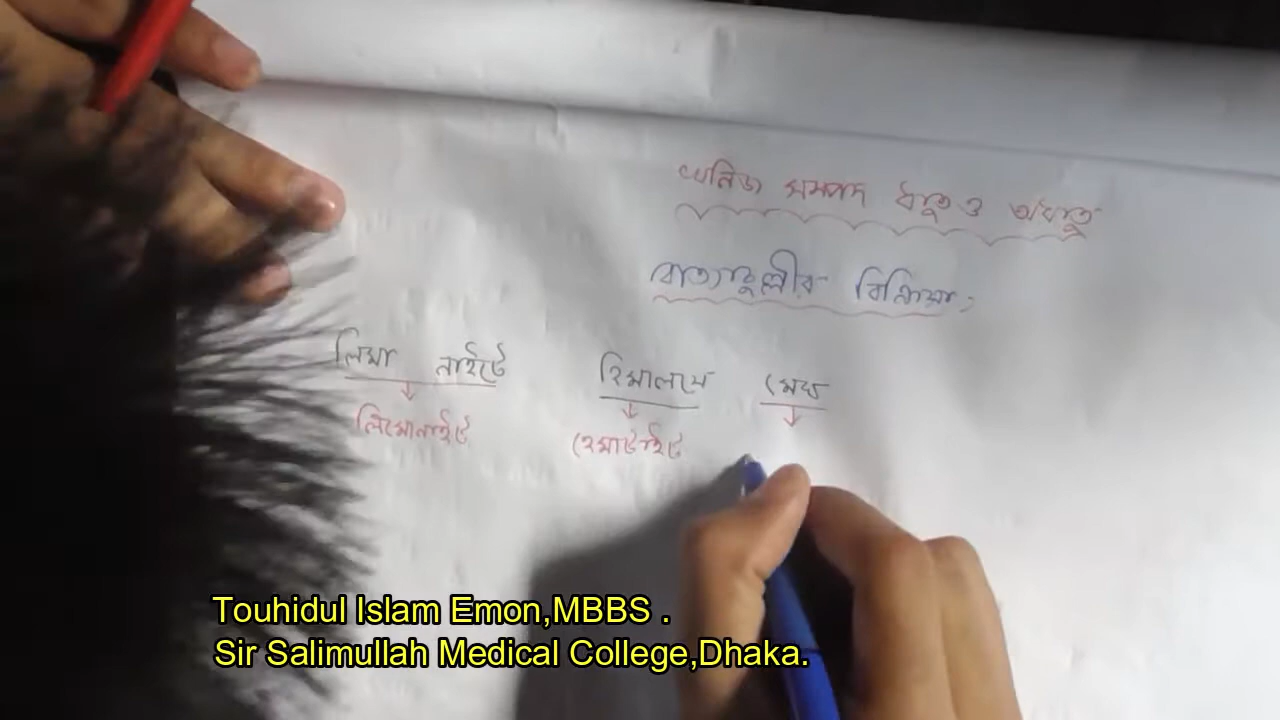 খনিজ সম্পদ ধাতু ও অধাতু
বাত্যাচুল্লীর বিক্রিয়া:
লিমা নাইটে হিমালয়ে মেঘ
লিমোনাইট হেমাটাইট
Touhidul Islam Emon,MBBS .
Sir Salimullah Medical College,Dhaka.